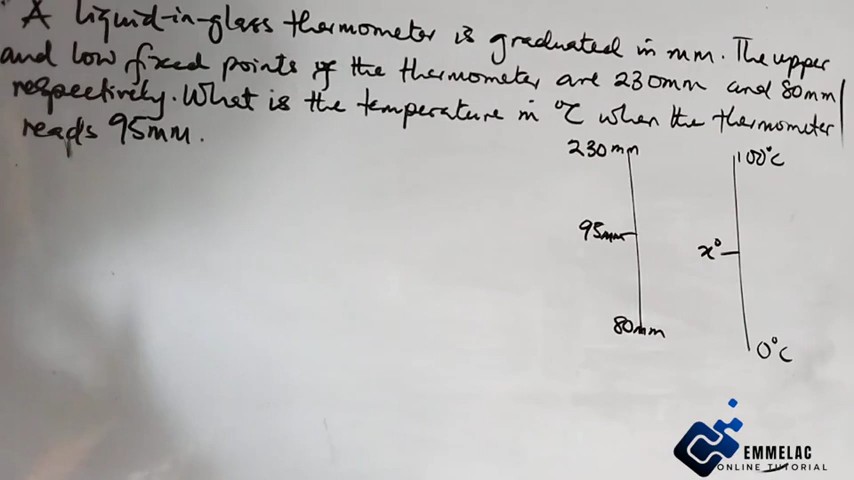 A liquid-in-glass thermometer is graduated in mm. The upper
and low fixed points of the thermometer are 230mm and 80mm
respectively. What is the temperature in °C when the thermometer
reads 95mm.
230mm
100°C
95mm
x°
80mm
0°C
EMMELAC
ONLINE TUTORIAL